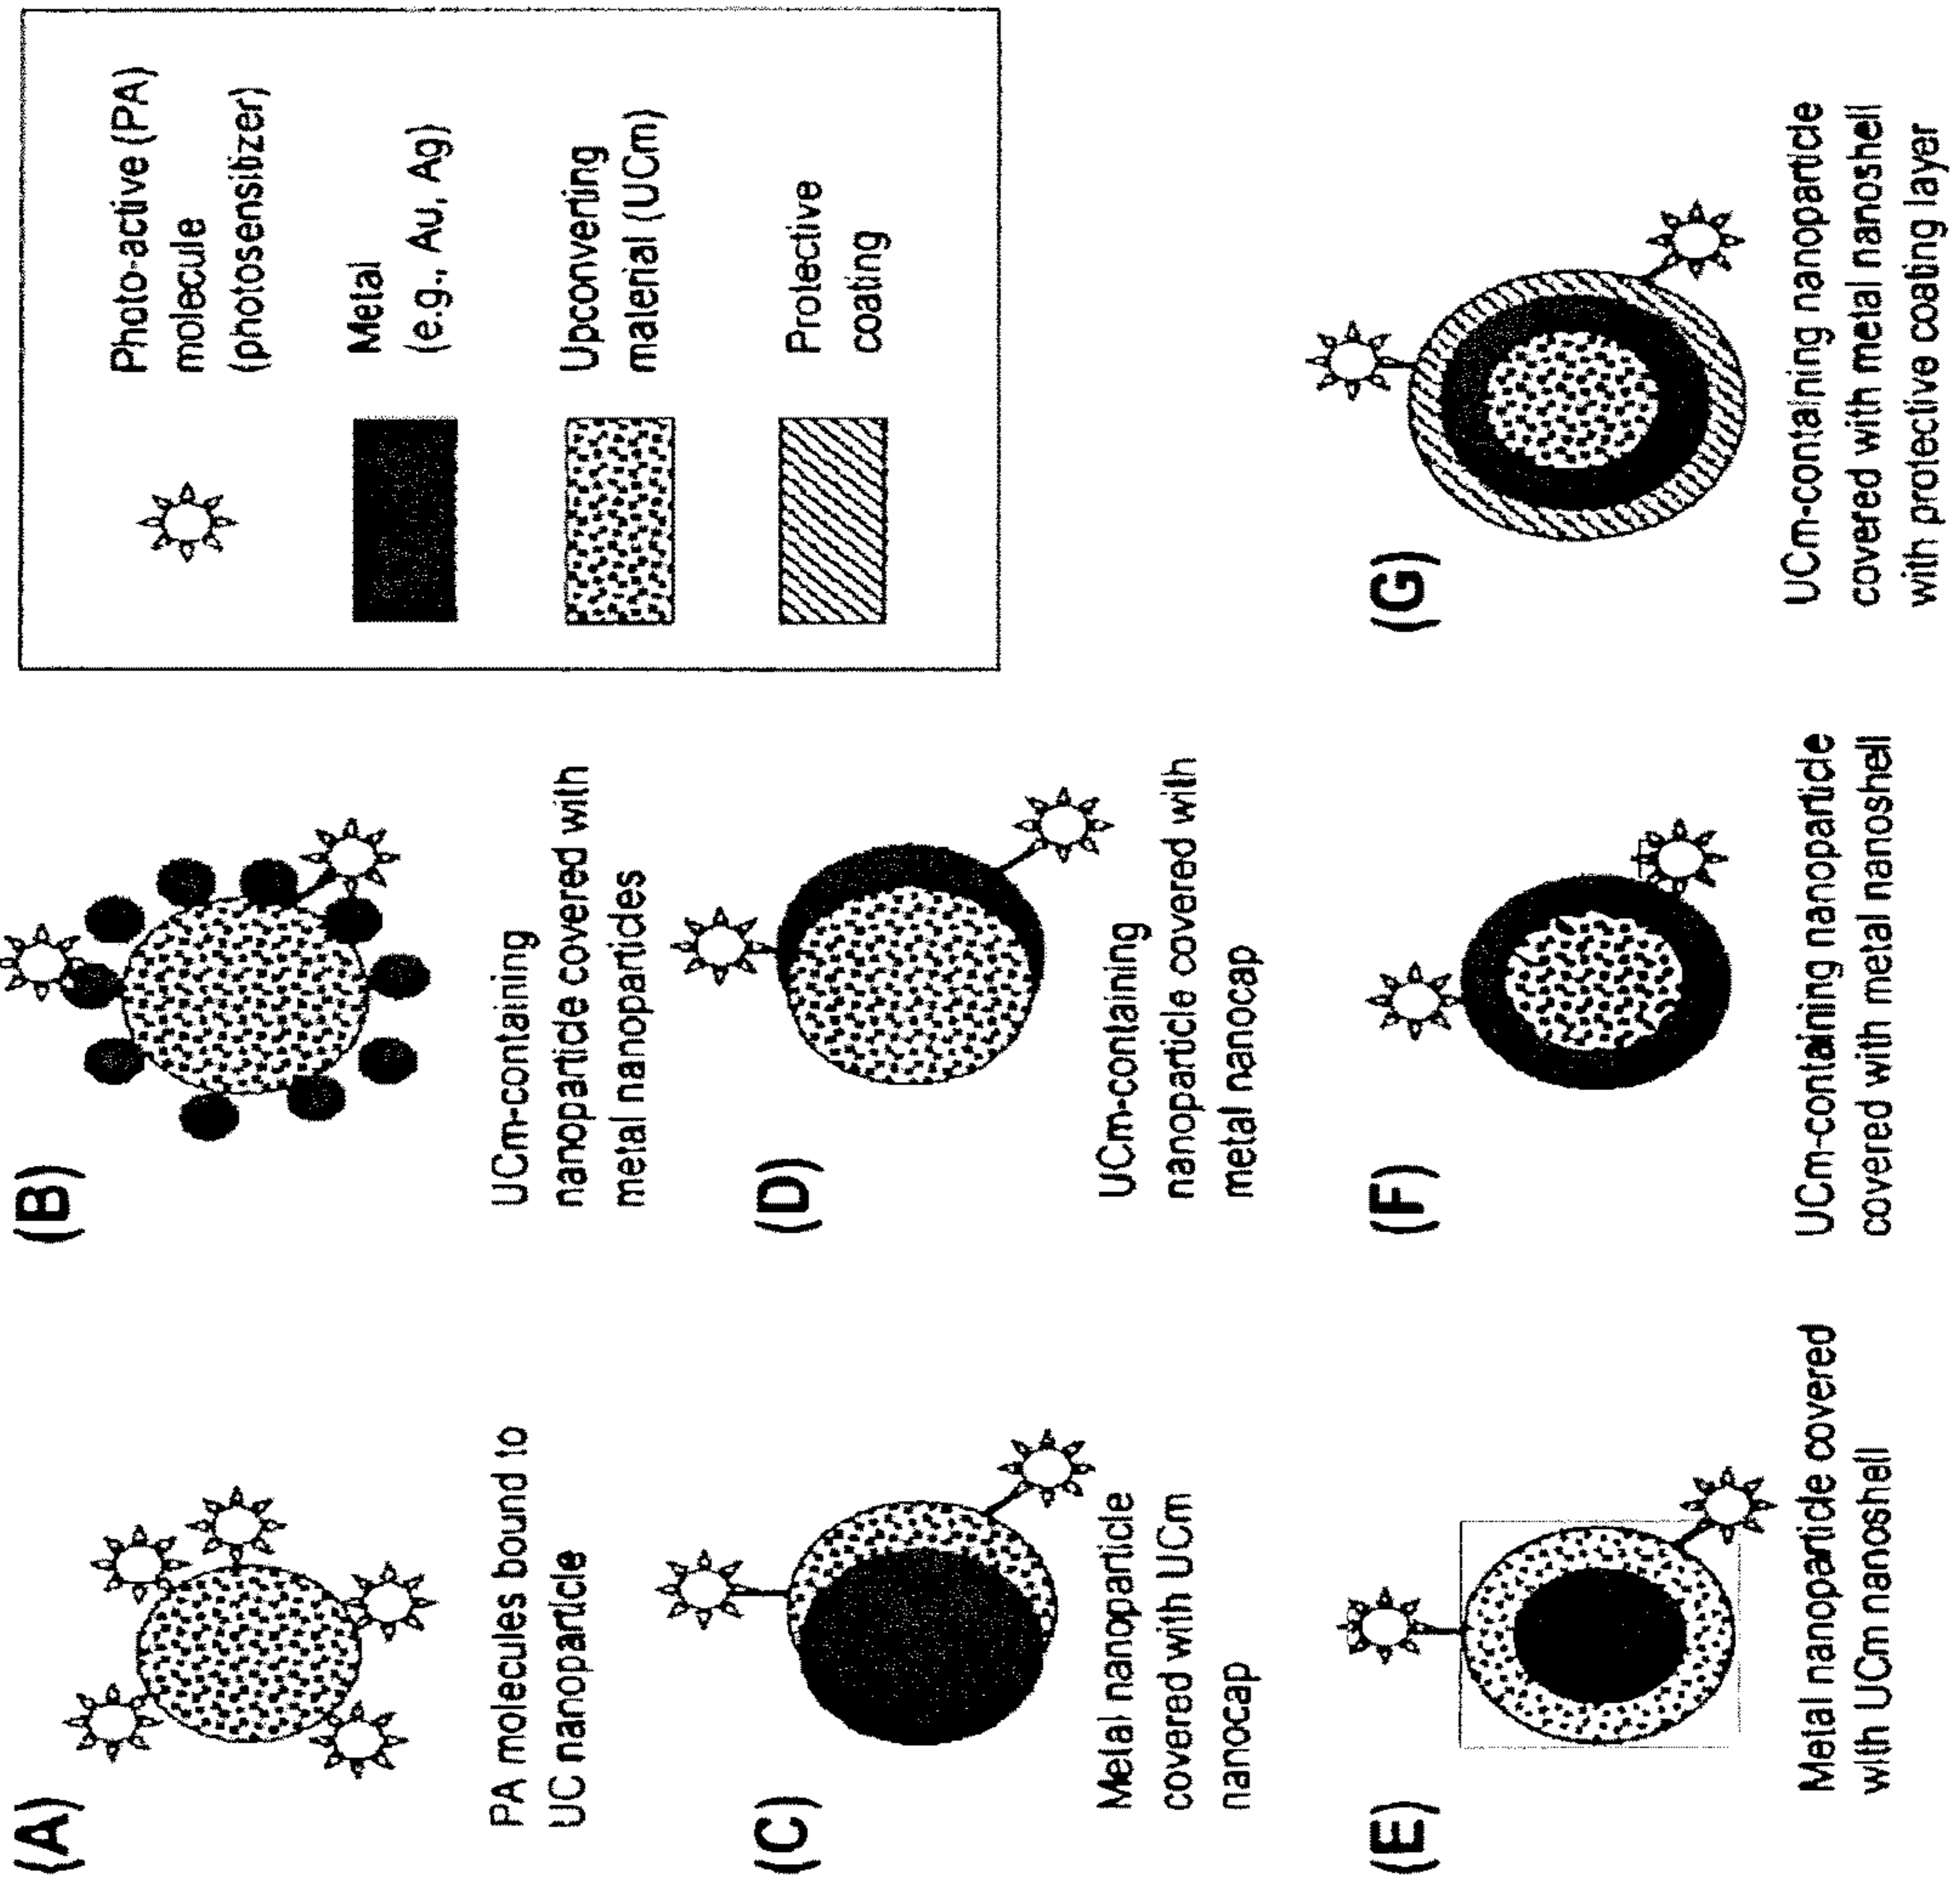 (A)
PA molecules bound to
UC nanoparticle
(B)
UCm-containing
nanoparticle covered with
metal nanoparticles
Photo-active (PA)
molecule
(photosensitizer)
Metal
(e.g., Au, Ag)
Upconverting
material (UCm)
Protective
coating
(C)
Metal nanoparticle
covered with UCm
nanocap
(D)
UCm-containing
nanoparticle covered with
metal nanocap
(E)
Metal nanoparticle covered
with UCm nanoshell
(F)
UCm-containing nanoparticle
covered with metal nanoshell
(G)
UCm-containing nanoparticle
covered with metal nanoshell
with protective coating layer